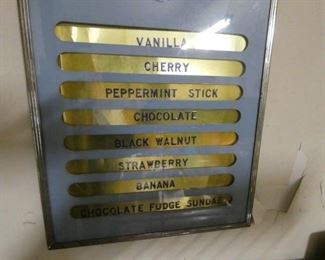 VANILLA
CHERRY
PEPPERMINT STICK
CHOCOLATE
BLACK WALNUT
STRAWBERRY
BANANA
CHOCOLATE FUDGE SUNDAE